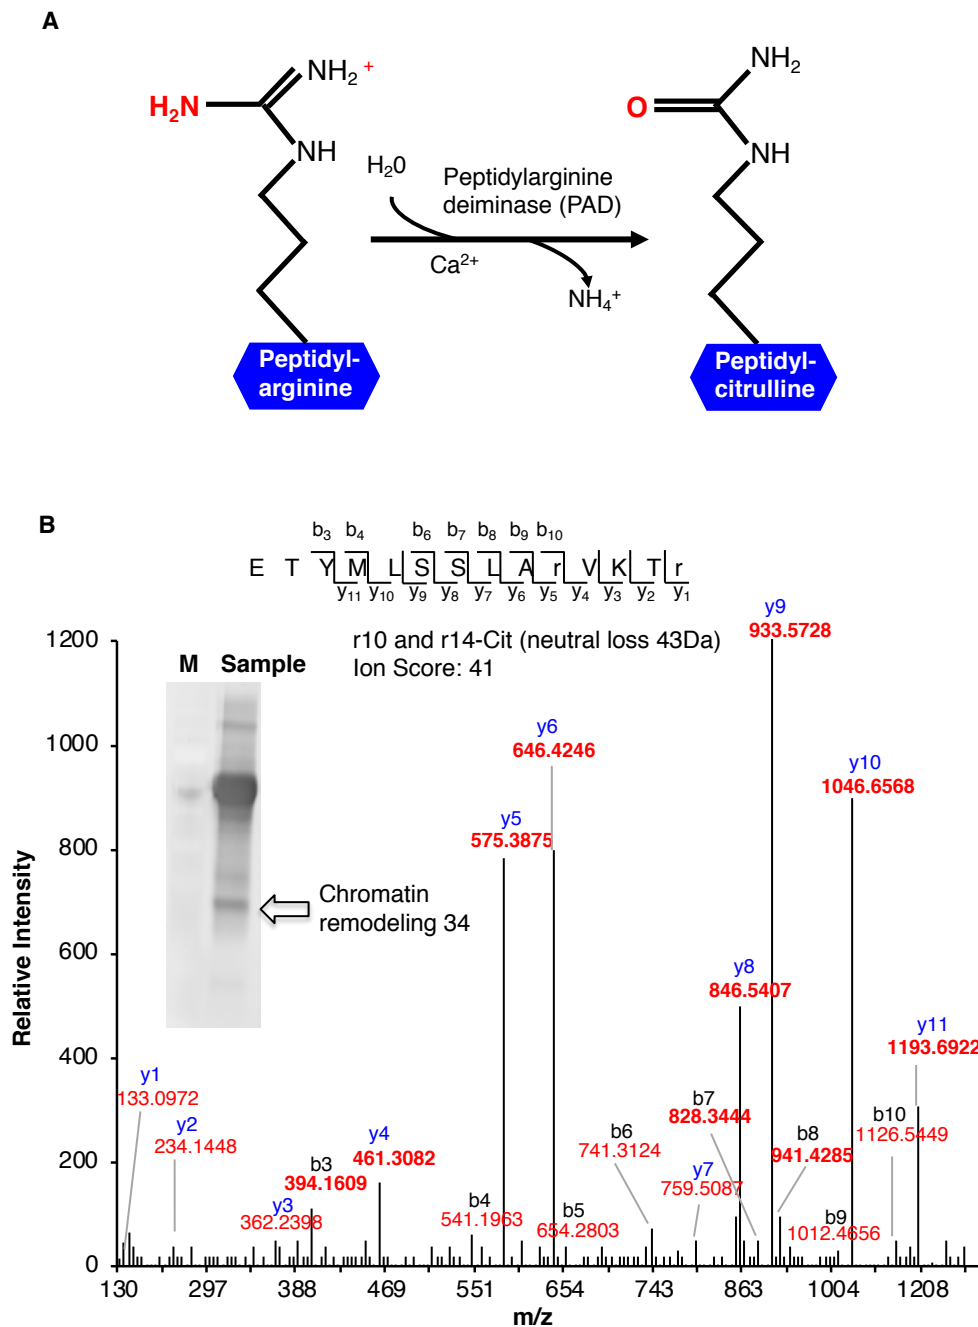 A
NH2 +
H2N
NH
H20
Peptidylarginine
deiminase (PAD)
Ca2+
NH4+
Peptidyl-
arginine
NH2
O
NH
Peptidyl-
citrulline
B
b3 b4 b6 b7 b8 b9 b10
E T Y M L S S L A r V K T r
y11 y10 y9 y8 y7 y6 y5 y4 y3 y2 y1
r10 and r14-Cit (neutral loss 43Da)
Ion Score: 41
M Sample
Chromatin
remodeling 34
Relative Intensity
1200
1000
800
600
400
200
0
y1
133.0972
y2
234.1448
y3
362.2398
b3
394.1609
y4
461.3082
b4
541.1963
y5
575.3875
y6
646.4246
b5
654.2803
b6
741.3124
y7
759.5087
b7
828.3444
y8
846.5407
y9
933.5728
b8
941.4285
b9
1012.4656
y10
1046.6568
b10
1126.5449
y11
1193.6922
130 297 388 469 551 654 743 863 1004 1208
m/z